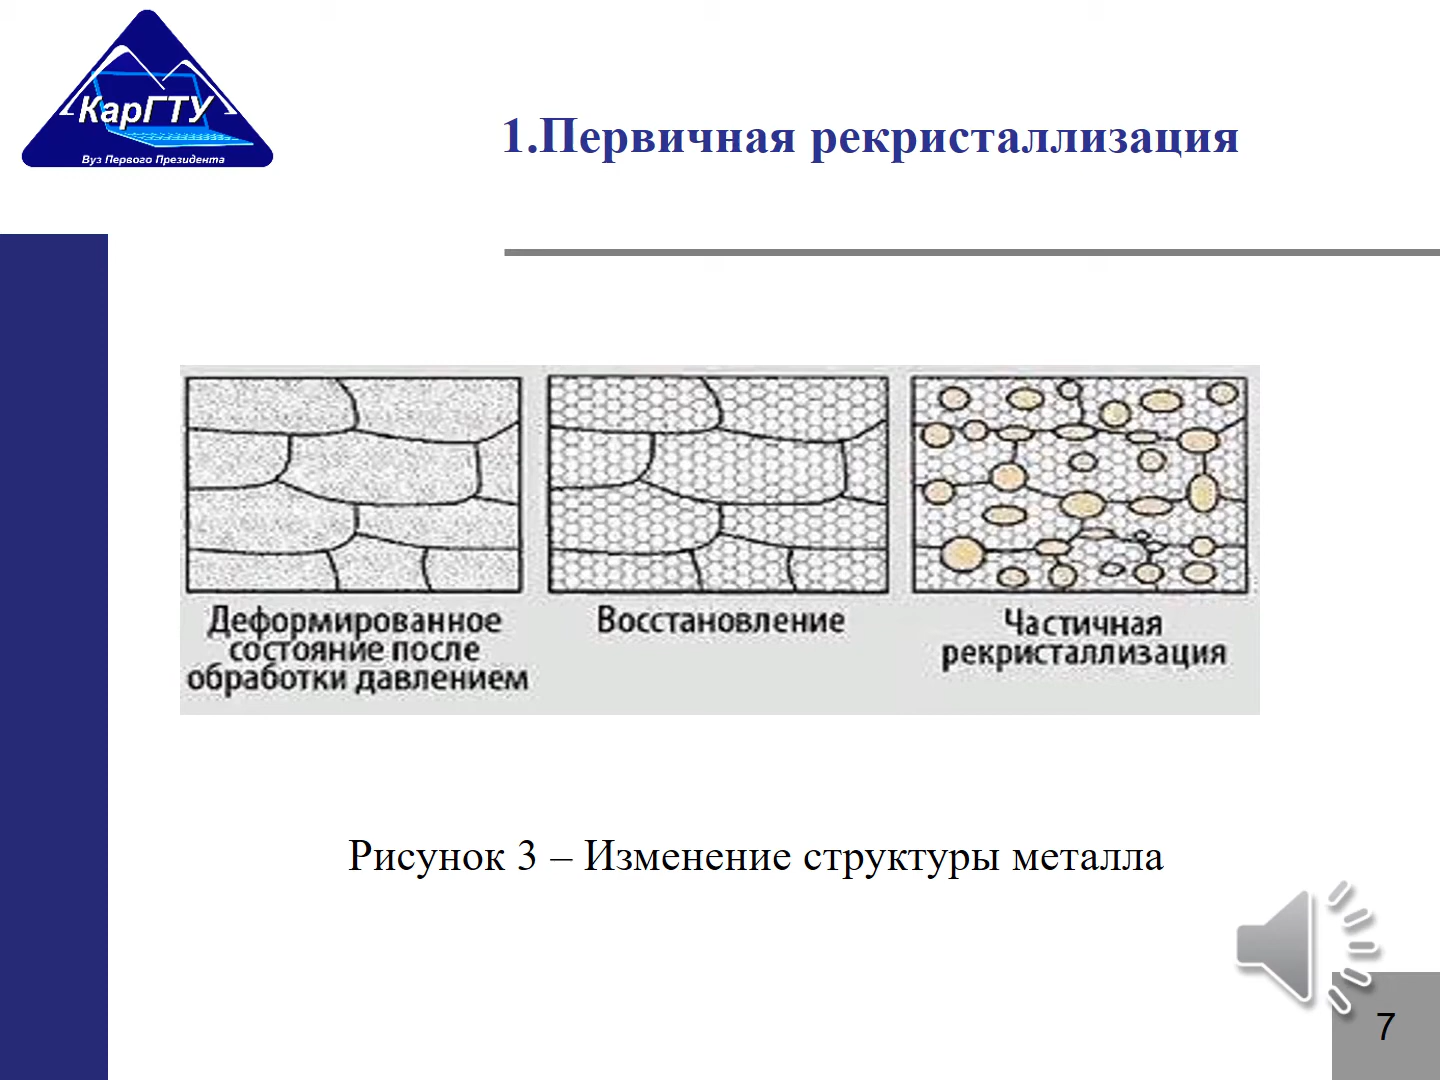 КарГТУ
Вуз Первого Президента
1.Первичная рекристаллизация
Деформированное
состояние после
обработки давлением
Восстановление
Частичная
рекристаллизация
Рисунок 3 – Изменение структуры металла
7